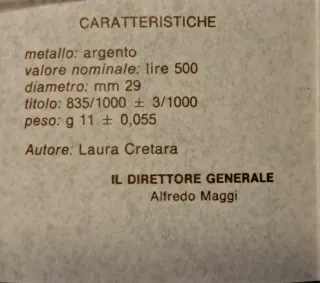 CARATTERISTICHE
metallo: argento
valore nominale: lire 500
diametro: mm 29
titolo: 835/1000 ± 3/1000
peso: g 11 ± 0,055
Autore: Laura Cretara
IL DIRETTORE GENERALE
Alfredo Maggi